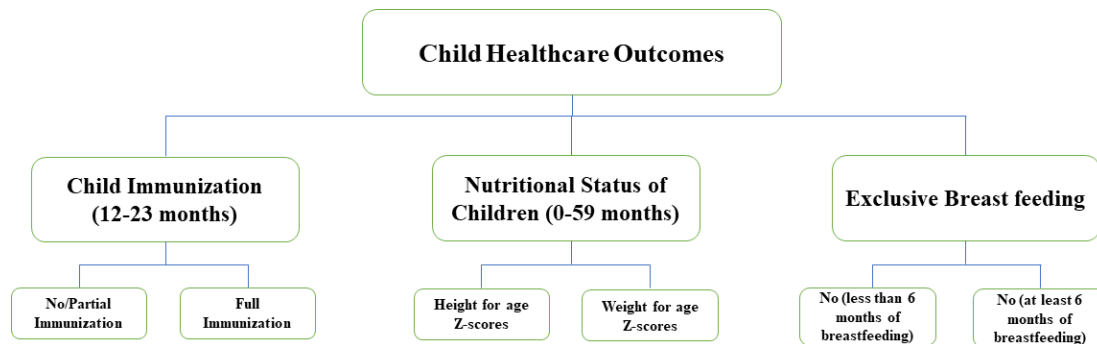 Child Healthcare Outcomes
Child Immunization
(12-23 months)
Nutritional Status of
Children (0-59 months)
Exclusive Breast feeding
No/Partial
Immunization
Full
Immunization
Height for age
Z-scores
Weight for age
Z-scores
No (less than 6
months of
breastfeeding)
No (at least 6
months of
breastfeeding)